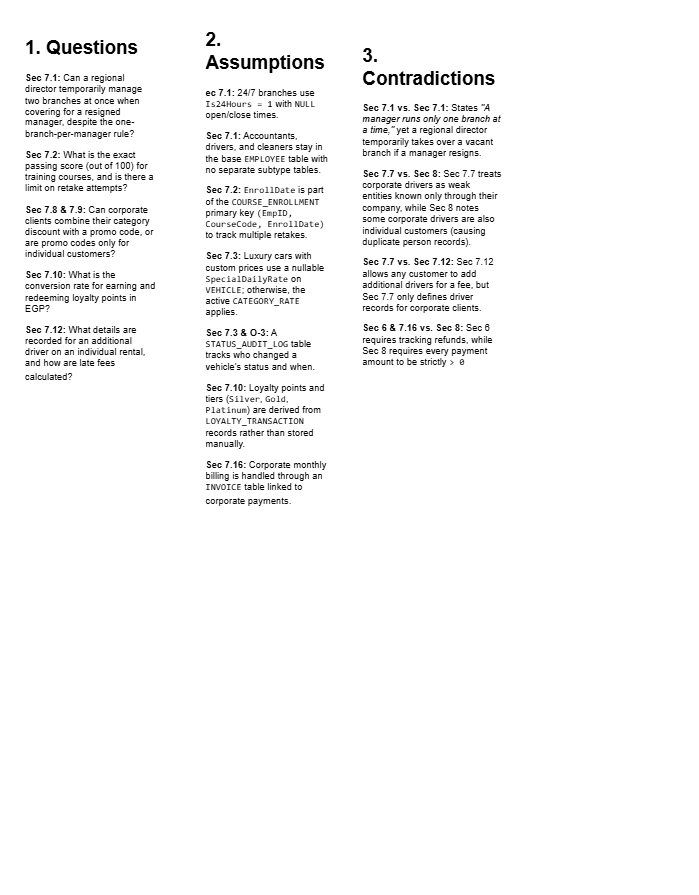 1. Questions
Sec 7.1: Can a regional
director temporarily manage
two branches at once when
covering for a resigned
manager, despite the one-
branch-per-manager rule?
Sec 7.2: What is the exact
passing score (out of 100) for
training courses, and is there a
limit on retake attempts?
Sec 7.8 & 7.9: Can corporate
clients combine their category
discount with a promo code, or
are promo codes only for
individual customers?
Sec 7.10: What is the
conversion rate for earning and
redeeming loyalty points in
EGP?
Sec 7.12: What details are
recorded for an additional
driver on an individual rental,
and how are late fees
calculated?
2.
Assumptions
ec 7.1: 24/7 branches use
Is24Hours = 1 with NULL
open/close times.
Sec 7.1: Accountants,
drivers, and cleaners stay in
the base EMPLOYEE table with
no separate subtype tables.
Sec 7.2: EnrollDate is part
of the COURSE_ENROLLMENT
primary key (EmpID,
CourseCode, EnrollDate)
to track multiple retakes.
Sec 7.3: Luxury cars with
custom prices use a nullable
SpecialDailyRate on
VEHICLE; otherwise, the
active CATEGORY_RATE
applies.
Sec 7.3 & O-3: A
STATUS_AUDIT_LOG table
tracks who changed a
vehicle's status and when.
Sec 7.10: Loyalty points and
tiers (Silver, Gold,
Platinum) are derived from
LOYALTY_TRANSACTION
records rather than stored
manually.
Sec 7.16: Corporate monthly
billing is handled through an
INVOICE table linked to
corporate payments.
3.
Contradictions
Sec 7.1 vs. Sec 7.1: States "A
manager runs only one branch at
a time," yet a regional director
temporarily takes over a vacant
branch if a manager resigns.
Sec 7.7 vs. Sec 8: Sec 7.7 treats
corporate drivers as weak
entities known only through their
company, while Sec 8 notes
some corporate drivers are also
individual customers (causing
duplicate person records).
Sec 7.7 vs. Sec 7.12: Sec 7.12
allows any customer to add
additional drivers for a fee, but
Sec 7.7 only defines driver
records for corporate clients.
Sec 6 & 7.16 vs. Sec 8: Sec 6
requires tracking refunds, while
Sec 8 requires every payment
amount to be strictly > 0